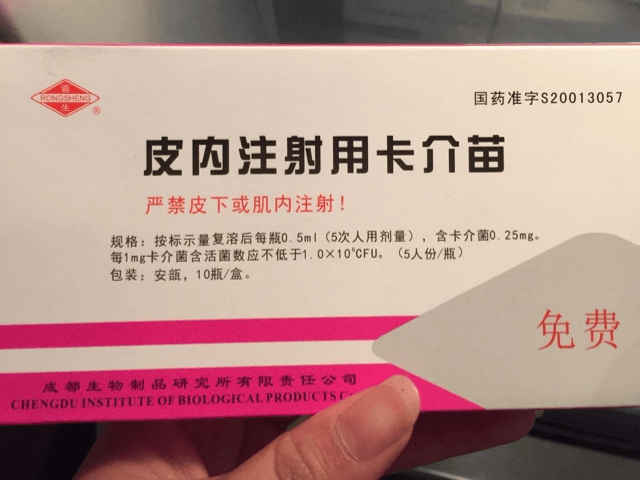 蓉
RONGSHENG
生
®
国药准字S20013057
皮内注射用卡介苗
严禁皮下或肌内注射！
规格：按标示量复溶后每瓶0.5ml（5次人用剂量），含卡介菌0.25mg。
每1mg卡介菌含活菌数应不低于1.0×10⁶CFU。（5人份/瓶）
包装：安瓿，10瓶/盒。
免费
成都生物制品研究所有限责任公司
CHENGDU INSTITUTE OF BIOLOGICAL PRODUCTS